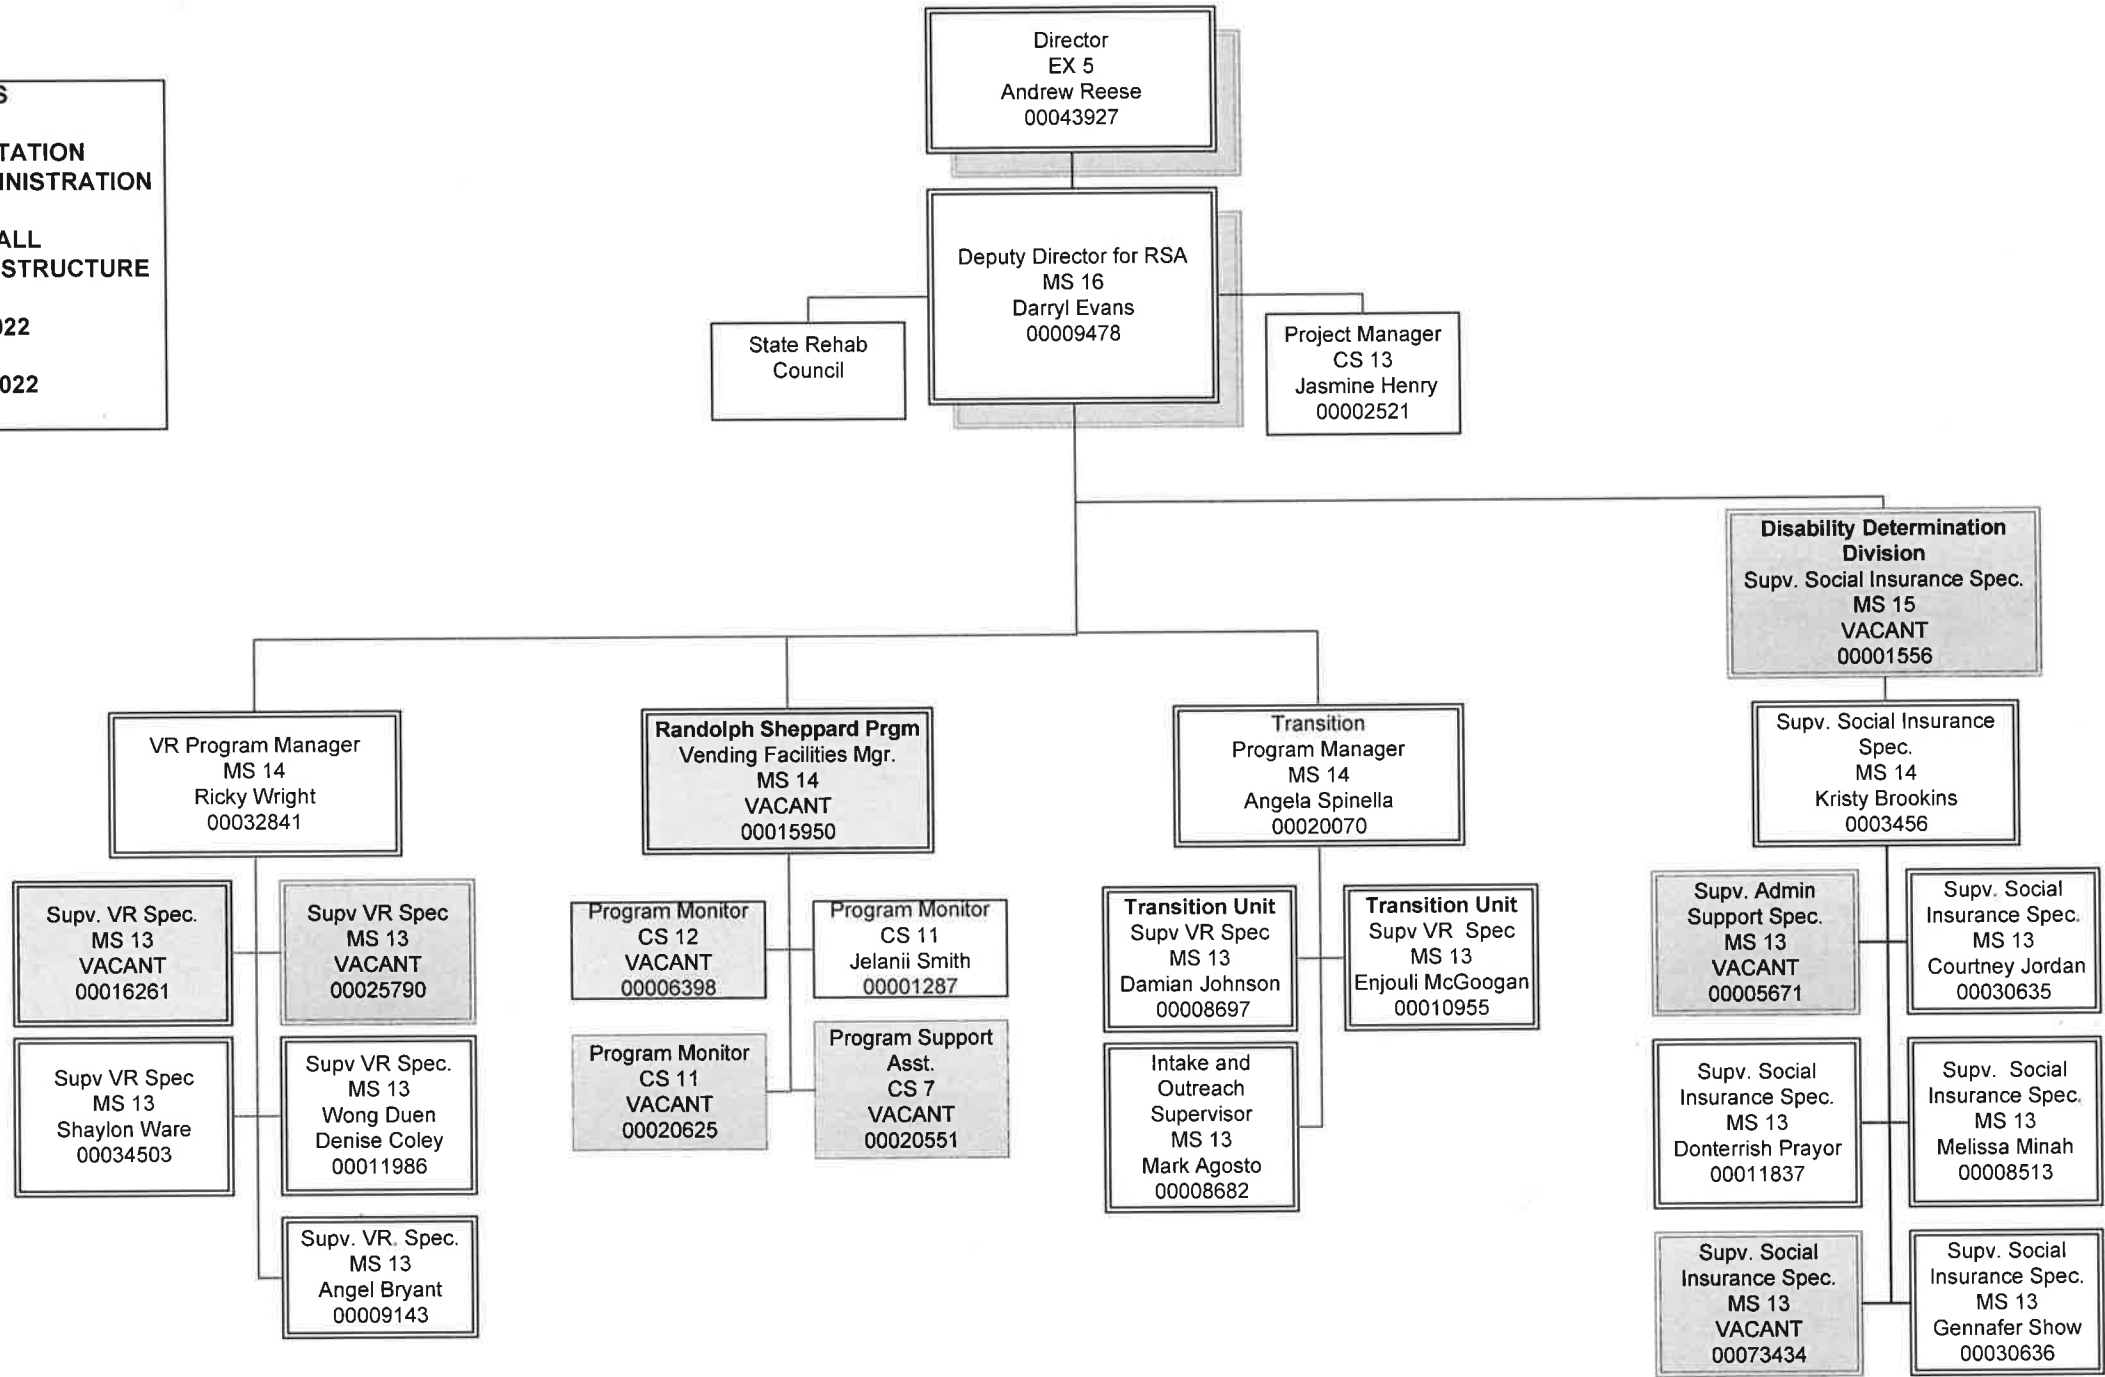 Director
EX 5
Andrew Reese
00043927
022
022
Deputy Director for RSA
MS 16
Darryl Evans
00009478
State Rehab
Council
Project Manager
CS 13
Jasmine Henry
00002521
Disability Determination
Division
Supv. Social Insurance Spec.
MS 15
VACANT
00001556
VR Program Manager
MS 14
Ricky Wright
00032841
Randolph Sheppard Prgm
Vending Facilities Mgr.
MS 14
VACANT
00015950
Transition
Program Manager
MS 14
Angela Spinella
00020070
Supv. Social Insurance
Spec.
MS 14
Kristy Brookins
0003456
Supv. VR Spec.
MS 13
VACANT
00016261
Supv VR Spec
MS 13
VACANT
00025790
Supv VR Spec
MS 13
Shaylon Ware
00034503
Supv VR Spec.
MS 13
Wong Duen
Denise Coley
00011986
Supv. VR. Spec.
MS 13
Angel Bryant
00009143
Program Monitor
CS 12
VACANT
00006398
Program Monitor
CS 11
Jelanii Smith
00001287
Program Monitor
CS 11
VACANT
00020625
Program Support
Asst.
CS 7
VACANT
00020551
Transition Unit
Supv VR Spec
MS 13
Damian Johnson
00008697
Transition Unit
Supv VR Spec
MS 13
Enjouli McGoogan
00010955
Intake and
Outreach
Supervisor
MS 13
Mark Agosto
00008682
Supv. Admin
Support Spec.
MS 13
VACANT
00005671
Supv. Social
Insurance Spec.
MS 13
Courtney Jordan
00030635
Supv. Social
Insurance Spec.
MS 13
Donterrish Prayor
00011837
Supv. Social
Insurance Spec.
MS 13
Melissa Minah
00008513
Supv. Social
Insurance Spec.
MS 13
VACANT
00073434
Supv. Social
Insurance Spec.
MS 13
Gennafer Show
00030636
S
TATION
INISTRATION
ALL
STRUCTURE